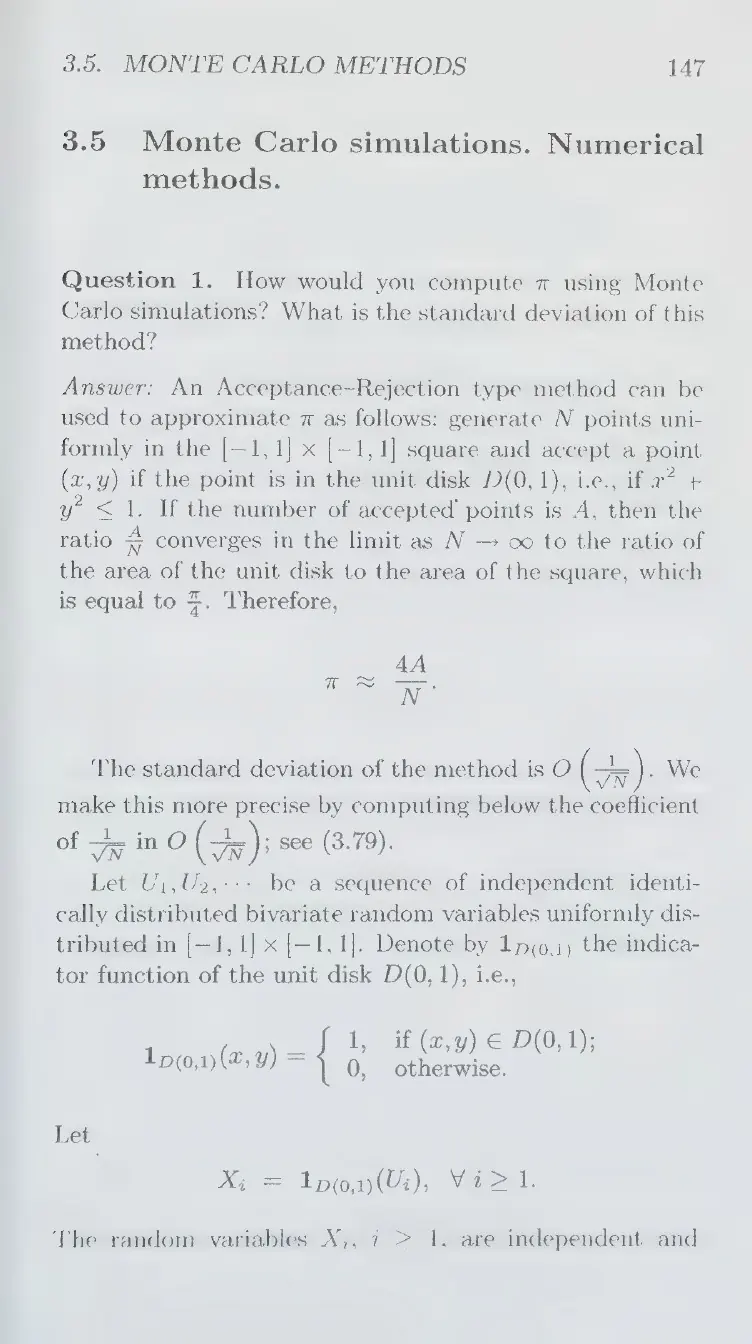 3.5. MONTE CARLO METHODS 147
3.5 Monte Carlo simulations. Numerical
methods.
Question 1. How would you compute π using Monte
Carlo simulations? What is the standard deviation of this
method?
Answer: An Acceptance–Rejection type method can be
used to approximate π as follows: generate N points uni-
formly in the [−1, 1] × [−1, 1] square and accept a point
(x, y) if the point is in the unit disk D(0, 1), i.e., if x² +
y² ≤ 1. If the number of accepted points is A, then the
ratio A/N converges in the limit as N → ∞ to the ratio of
the area of the unit disk to the area of the square, which
is equal to π/4. Therefore,
π ≈ 4A/N.
The standard deviation of the method is O(1/√N). We
make this more precise by computing below the coefficient
of 1/√N in O(1/√N); see (3.79).
Let U₁, U₂, ··· be a sequence of independent identi-
cally distributed bivariate random variables uniformly dis-
tributed in [−1, 1] × [−1, 1]. Denote by 1_D(0,1) the indica-
tor function of the unit disk D(0, 1), i.e.,
1_D(0,1)(x, y) = { 1, if (x, y) ∈ D(0, 1);
0, otherwise.
Let
Xᵢ = 1_D(0,1)(Uᵢ), ∀ i ≥ 1.
The random variables Xᵢ, i ≥ 1, are independent and